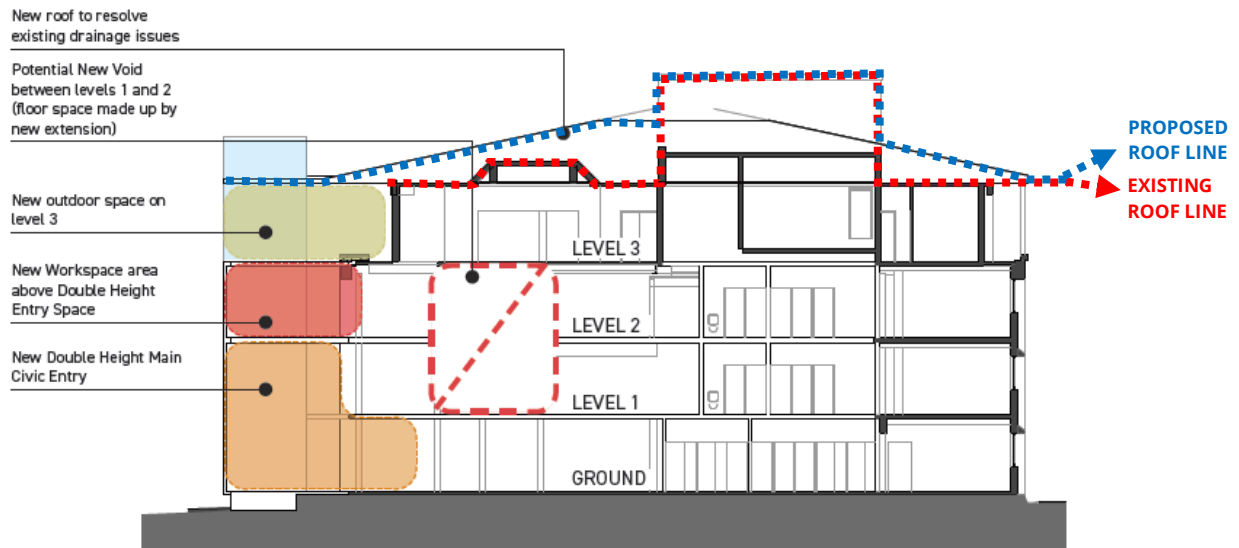 New roof to resolve
existing drainage issues
Potential New Void
between levels 1 and 2
(floor space made up by
new extension)
PROPOSED
ROOF LINE
EXISTING
ROOF LINE
New outdoor space on
level 3
LEVEL 3
New Workspace area
above Double Height
Entry Space
LEVEL 2
New Double Height Main
Civic Entry
LEVEL 1
GROUND